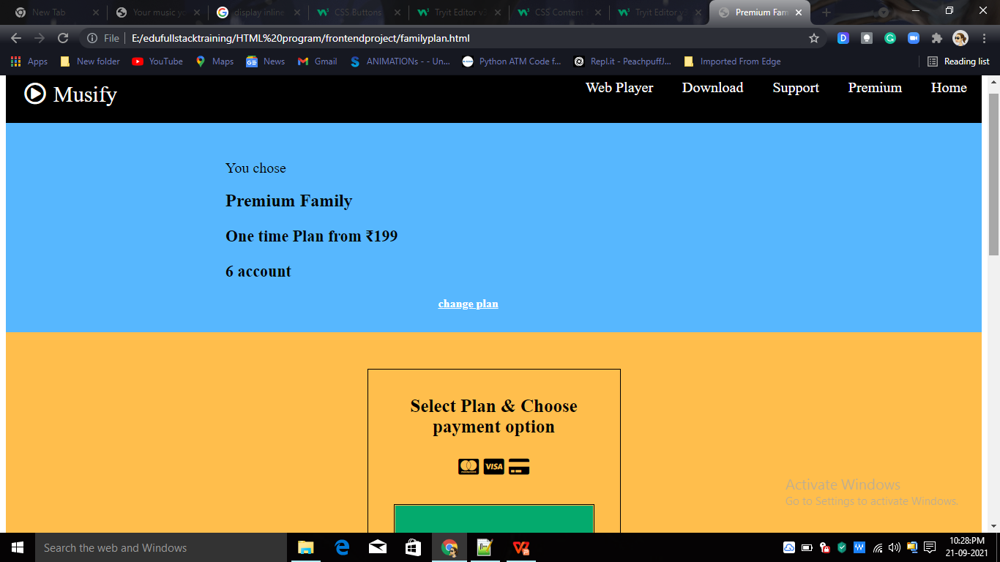 New Tab
Your music yo
display inline
CSS Buttons
Tryit Editor v3
CSS Content
Tryit Editor v3
Premium Fam
File
E:/edufullstacktraining/HTML%20program/frontendproject/familyplan.html
Apps
New folder
YouTube
Maps
News
Gmail
ANIMATIONs - - Un...
Python ATM Code f...
Repl.it - PeachpuffJ...
Imported From Edge
Reading list
Musify
Web Player
Download
Support
Premium
Home
You chose
Premium Family
One time Plan from ₹199
6 account
change plan
Select Plan & Choose
payment option
VISA
Activate Windows
Go to Settings to activate Windows.
Search the web and Windows
10:28:PM
21-09-2021